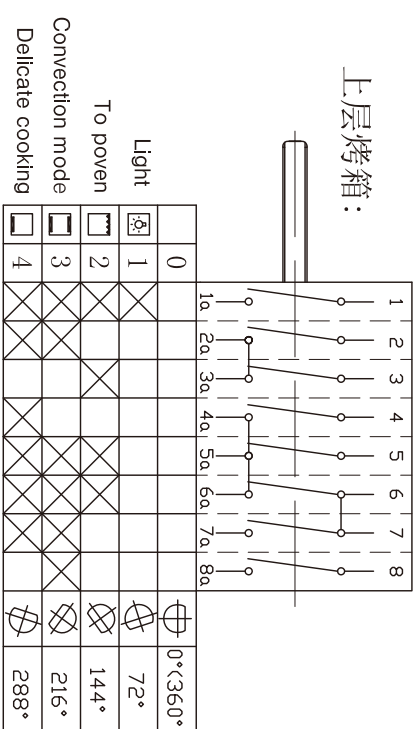 上层烤箱：
1 2 3 4 5 6 7 8
1a 2a 3a 4a 5a 6a 7a 8a
0 0°(360°
Light 1 72°
To poven 2 144°
Convection mode 3 216°
Delicate cooking 4 288°